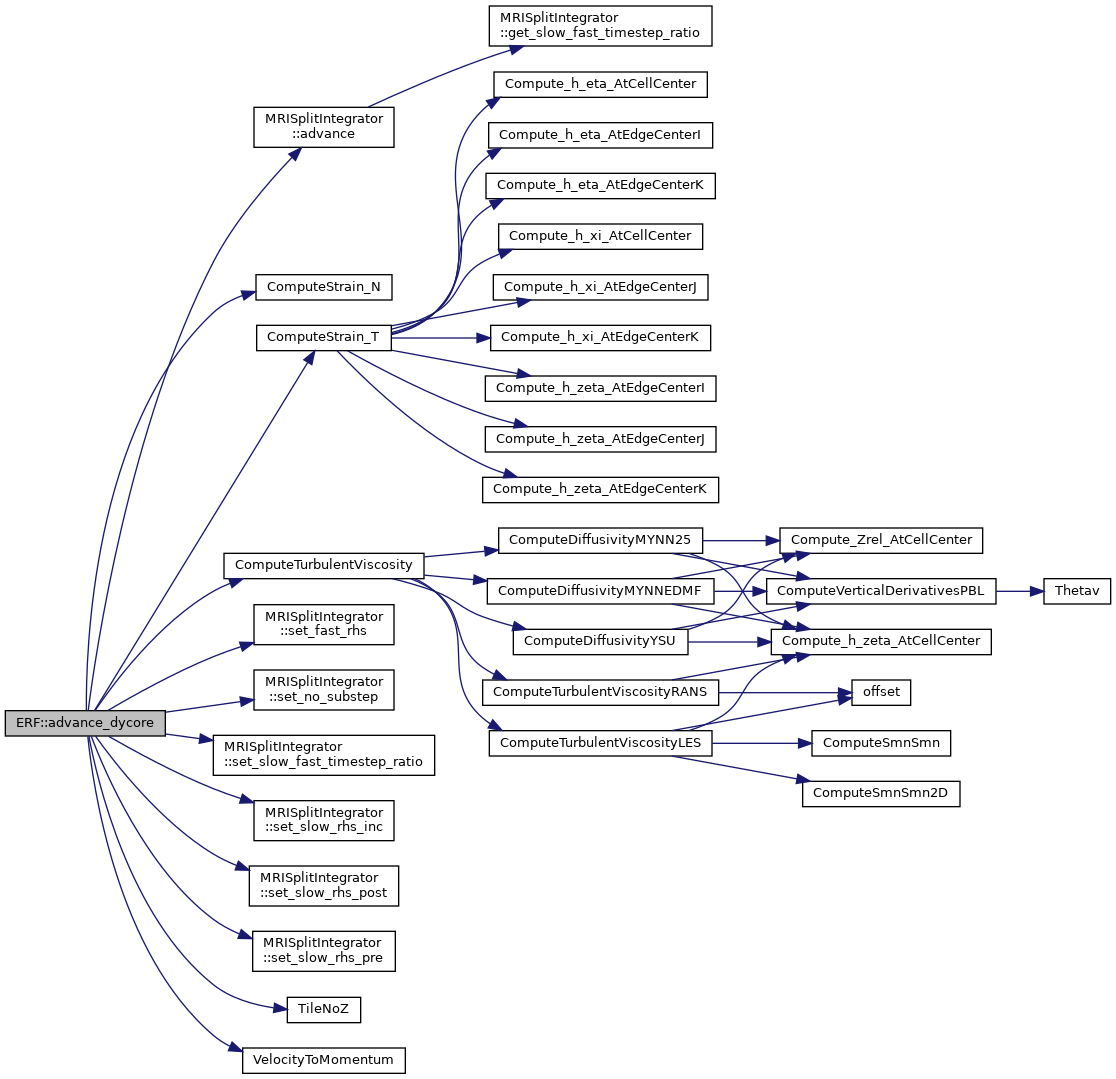 MRISplitIntegrator
::get_slow_fast_timestep_ratio
Compute_h_eta_AtCellCenter
MRISplitIntegrator
::advance
Compute_h_eta_AtEdgeCenterI
Compute_h_eta_AtEdgeCenterK
Compute_h_xi_AtCellCenter
ComputeStrain_N
Compute_h_xi_AtEdgeCenterJ
ComputeStrain_T
Compute_h_xi_AtEdgeCenterK
Compute_h_zeta_AtEdgeCenterI
Compute_h_zeta_AtEdgeCenterJ
Compute_h_zeta_AtEdgeCenterK
ComputeDiffusivityMYNN25
Compute_Zrel_AtCellCenter
ComputeTurbulentViscosity
ComputeDiffusivityMYNNEDMF
ComputeVerticalDerivativesPBL
Thetav
MRISplitIntegrator
::set_fast_rhs
ComputeDiffusivityYSU
Compute_h_zeta_AtCellCenter
MRISplitIntegrator
::set_no_substep
ComputeTurbulentViscosityRANS
offset
ERF::advance_dycore
MRISplitIntegrator
::set_slow_fast_timestep_ratio
ComputeTurbulentViscosityLES
ComputeSmnSmn
ComputeSmnSmn2D
MRISplitIntegrator
::set_slow_rhs_inc
MRISplitIntegrator
::set_slow_rhs_post
MRISplitIntegrator
::set_slow_rhs_pre
TileNoZ
VelocityToMomentum